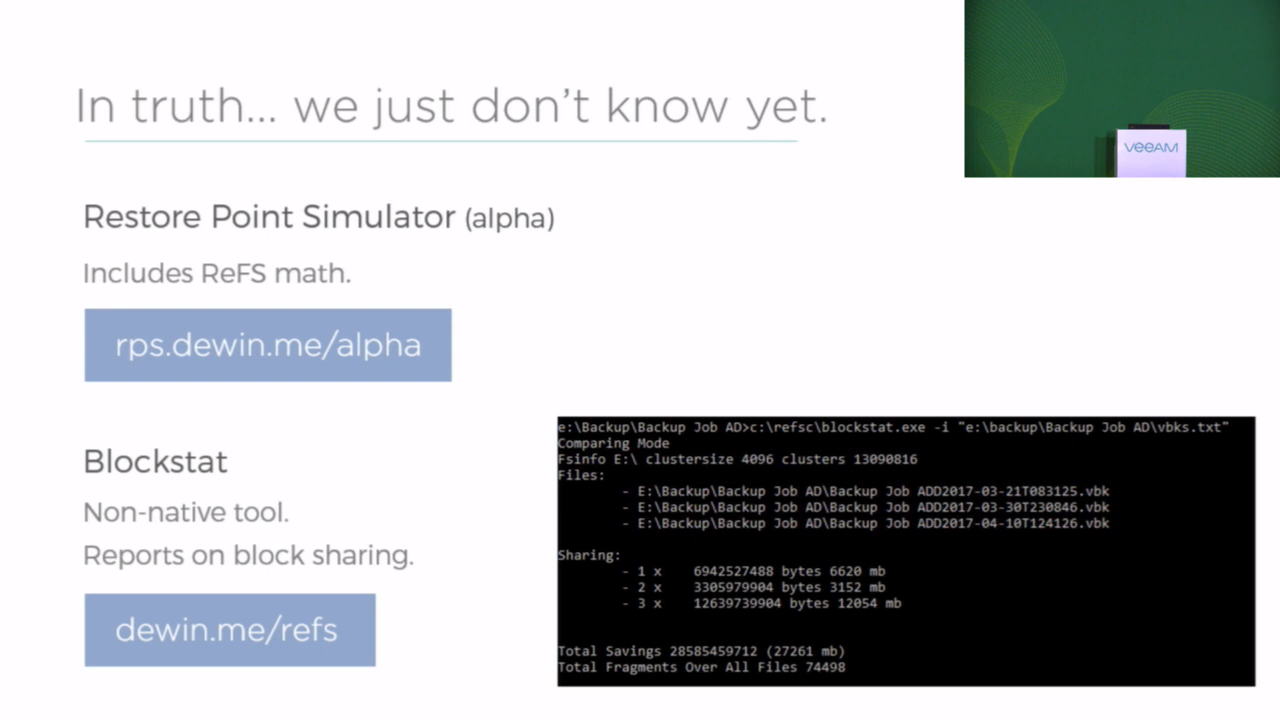 In truth... we just don't know yet.
veeAM
Restore Point Simulator (alpha)
Includes ReFS math.
rps.dewin.me/alpha
Blockstat
Non-native tool.
Reports on block sharing.
dewin.me/refs
e:\Backup\Backup Job AD>c:\refsc\blockstat.exe -i "e:\backup\Backup Job AD\vbks.txt"
Comparing Mode
Fsinfo E:\ clustersize 4096 clusters 13090816
Files:
- E:\Backup\Backup Job AD\Backup Job ADD2017-03-21T083125.vbk
- E:\Backup\Backup Job AD\Backup Job ADD2017-03-30T230846.vbk
- E:\Backup\Backup Job AD\Backup Job ADD2017-04-10T124126.vbk
Sharing:
- 1 x 6942527488 bytes 6620 mb
- 2 x 3305979904 bytes 3152 mb
- 3 x 12639739904 bytes 12054 mb
Total Savings 28585459712 (27261 mb)
Total Fragments Over All Files 74498